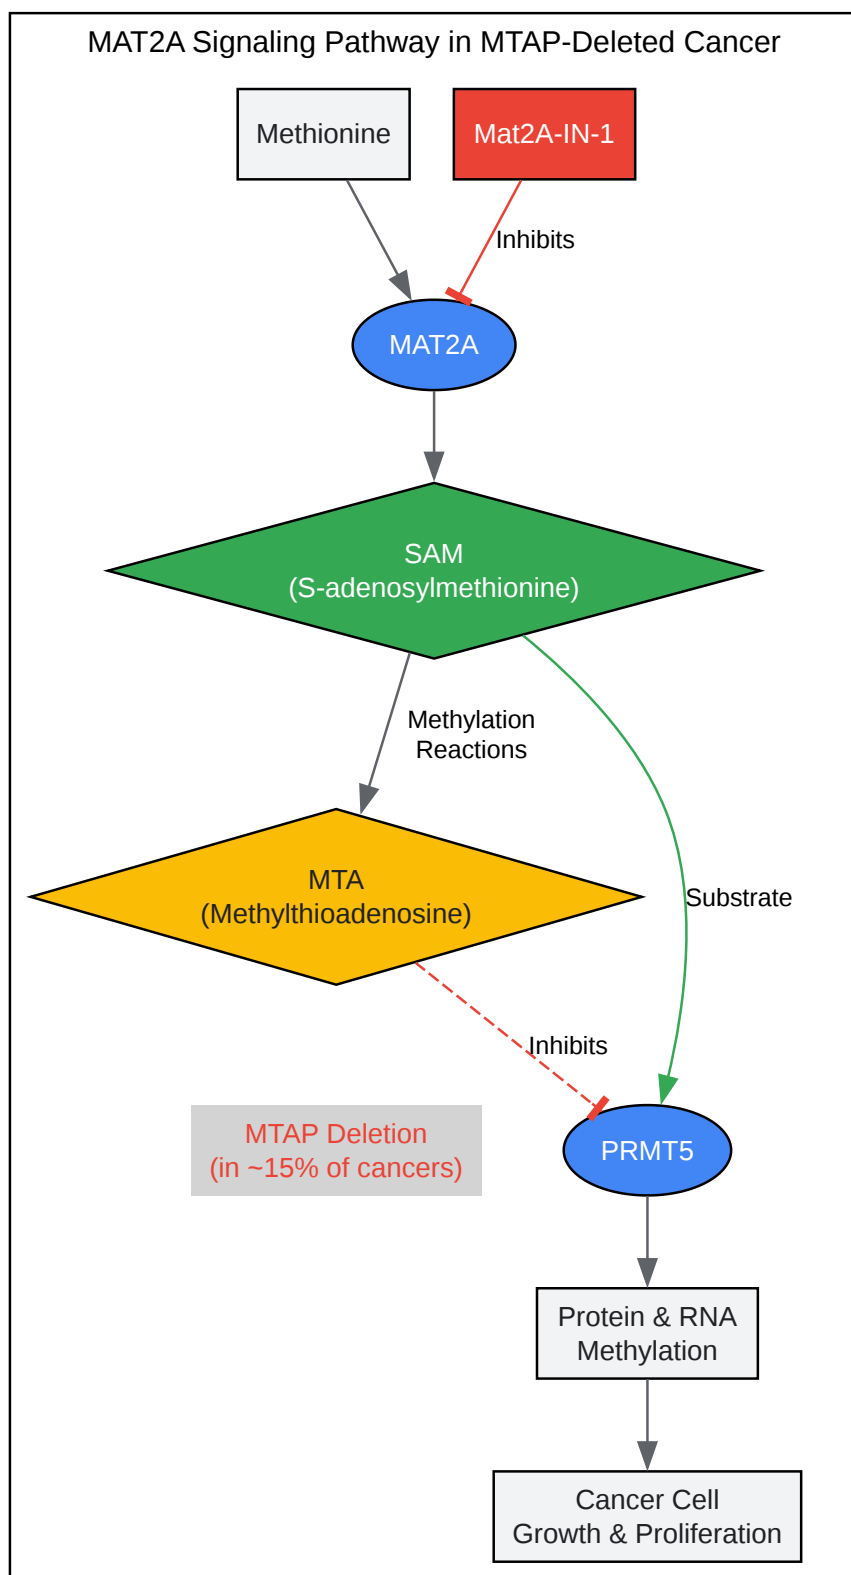 MAT2A Signaling Pathway in MTAP-Deleted Cancer
Methionine
Mat2A-IN-1
Inhibits
MAT2A
SAM
(S-adenosylmethionine)
Methylation
Reactions
MTA
(Methylthioadenosine)
Substrate
Inhibits
MTAP Deletion
(in ~15% of cancers)
PRMT5
Protein & RNA
Methylation
Cancer Cell
Growth & Proliferation